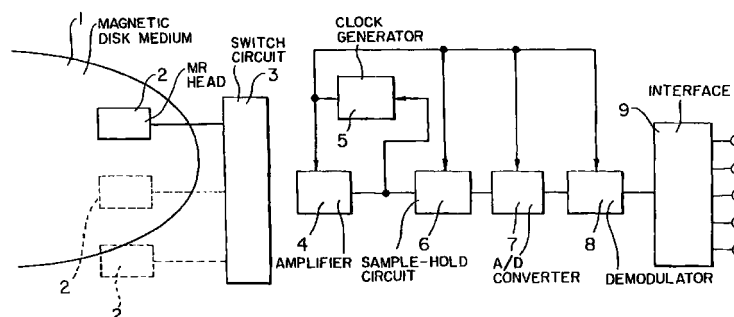 1
MAGNETIC
DISK MEDIUM
2
MR
HEAD
SWITCH
CIRCUIT
3
CLOCK
GENERATOR
5
9
INTERFACE
4
AMPLIFIER
6
SAMPLE-HOLD
CIRCUIT
7
A/D
CONVERTER
8
DEMODULATOR
2
2